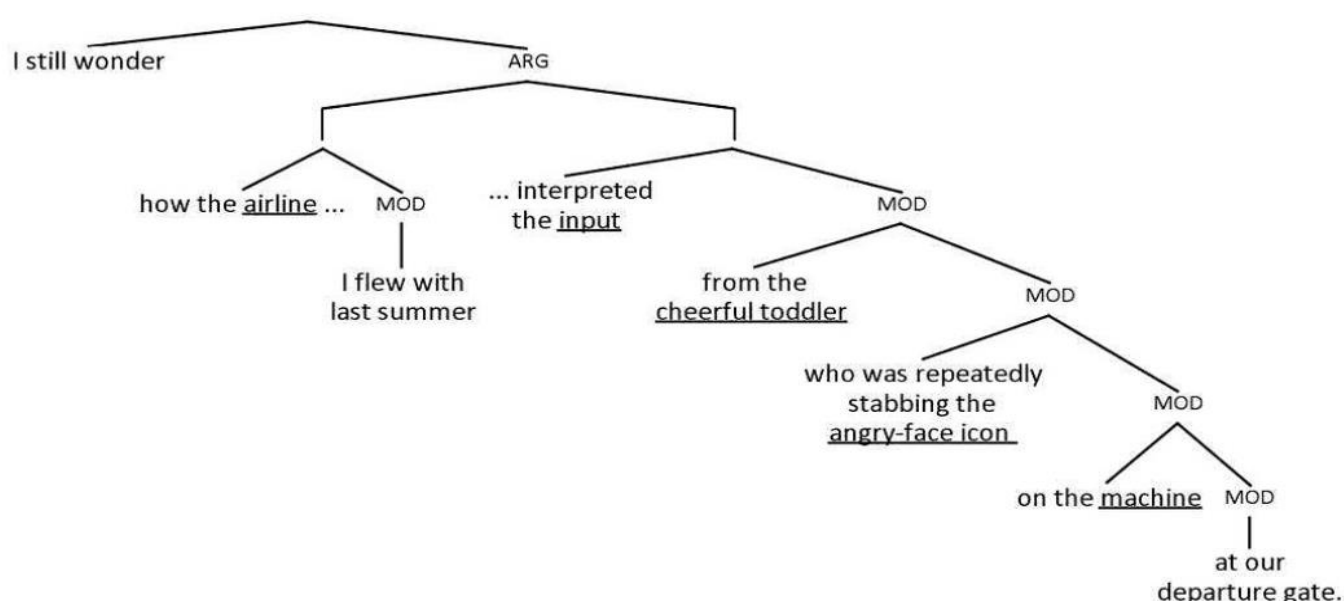 I still wonder
ARG
how the airline ...
MOD
... interpreted
the input
MOD
I flew with
last summer
from the
cheerful toddler
MOD
who was repeatedly
stabbing the
angry-face icon
MOD
on the machine
MOD
at our
departure gate.